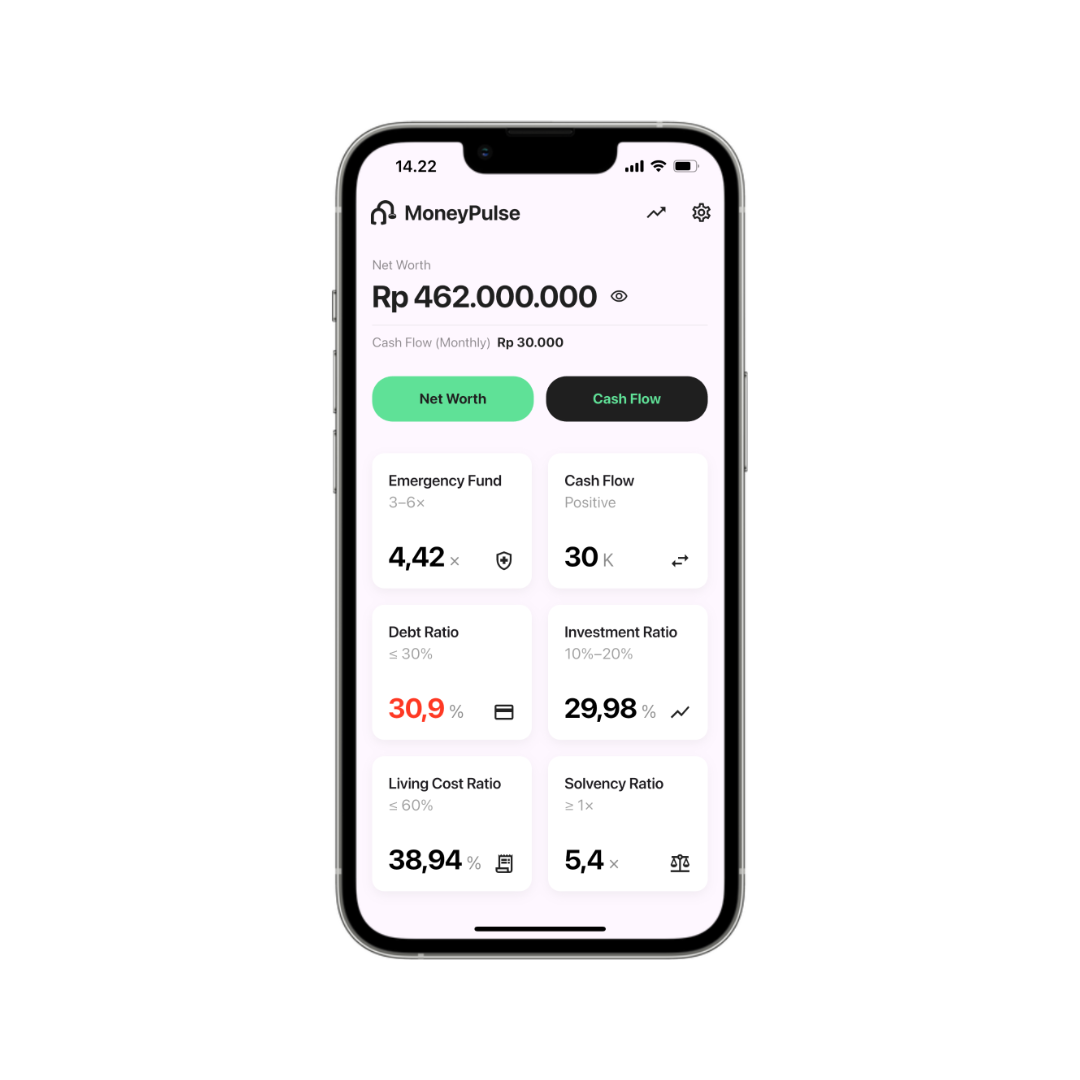 14.22
MoneyPulse
Net Worth
Rp 462.000.000
Cash Flow (Monthly) Rp 30.000
Net Worth
Cash Flow
Emergency Fund
3–6×
4,42 ×
Cash Flow
Positive
30 K
Debt Ratio
≤ 30%
30,9 %
Investment Ratio
10%–20%
29,98 %
Living Cost Ratio
≤ 60%
38,94 %
Solvency Ratio
≥ 1×
5,4 ×